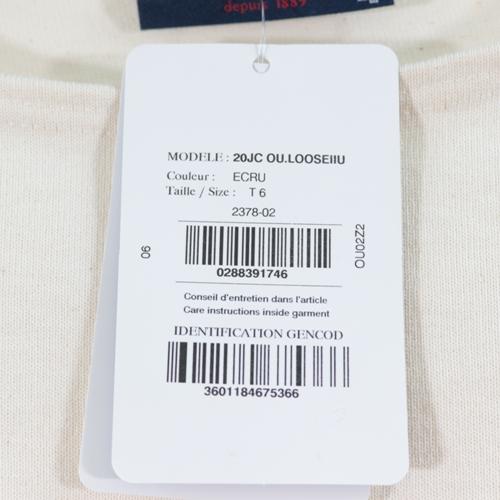 depuis 1889
MODELE : 20JC OU.LOOSEIIU
Couleur : ECRU
Taille / Size : T 6
2378-02
06
OU02Z2
0288391746
Conseil d'entretien dans l'article
Care instructions inside garment
IDENTIFICATION GENCOD
3601184675366